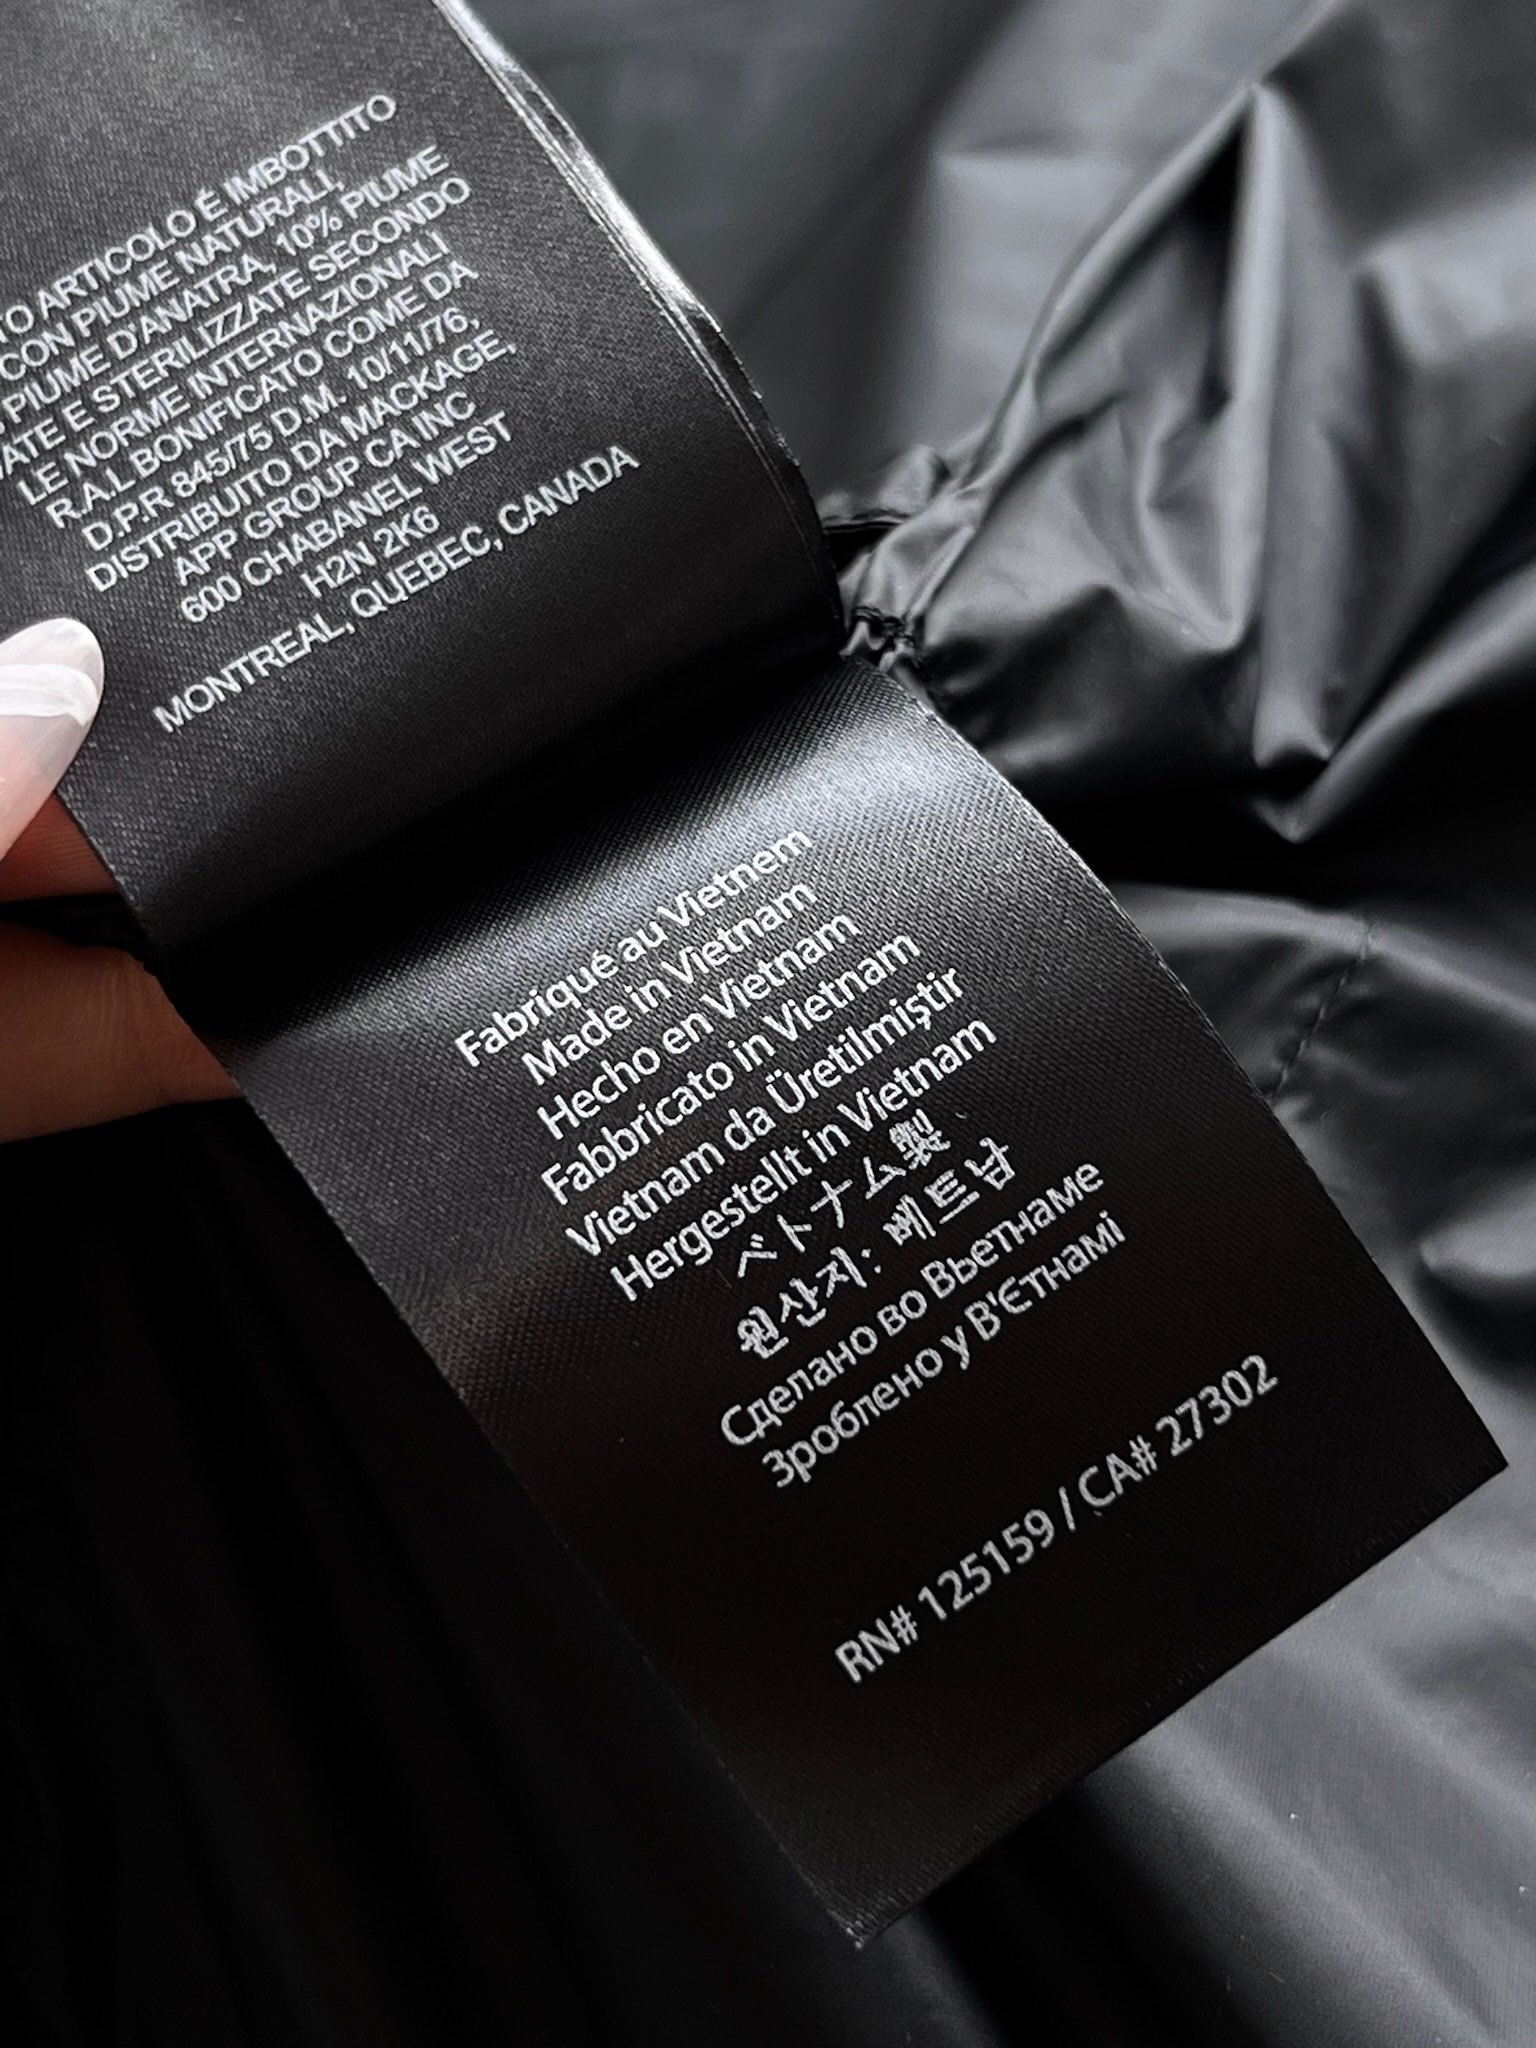 TO ARTICOLO È IMBOTTITO
CON PIUME NATURALI,
PIUME D'ANATRA, 10% PIUME
ATE E STERILIZZATE SECONDO
LE NORME INTERNAZIONALI
R.A.L.BONIFICATO COME DA
D.P.R 845/75 D.M. 10/11/76.
DISTRIBUITO DA MACKAGE,
APP GROUP CA INC
600 CHABANEL WEST
H2N 2K6
MONTREAL, QUEBEC, CANADA
Fabriqué au Vietnem
Made in Vietnam
Hecho en Vietnam
Fabbricato in Vietnam
Vietnam da Üretilmiştir
Hergestellt in Vietnam
ベトナム製
원산지: 베트남
Сделано во Вьетнаме
Зроблено у В'Єтнамі
RN# 125159 / CA# 27302